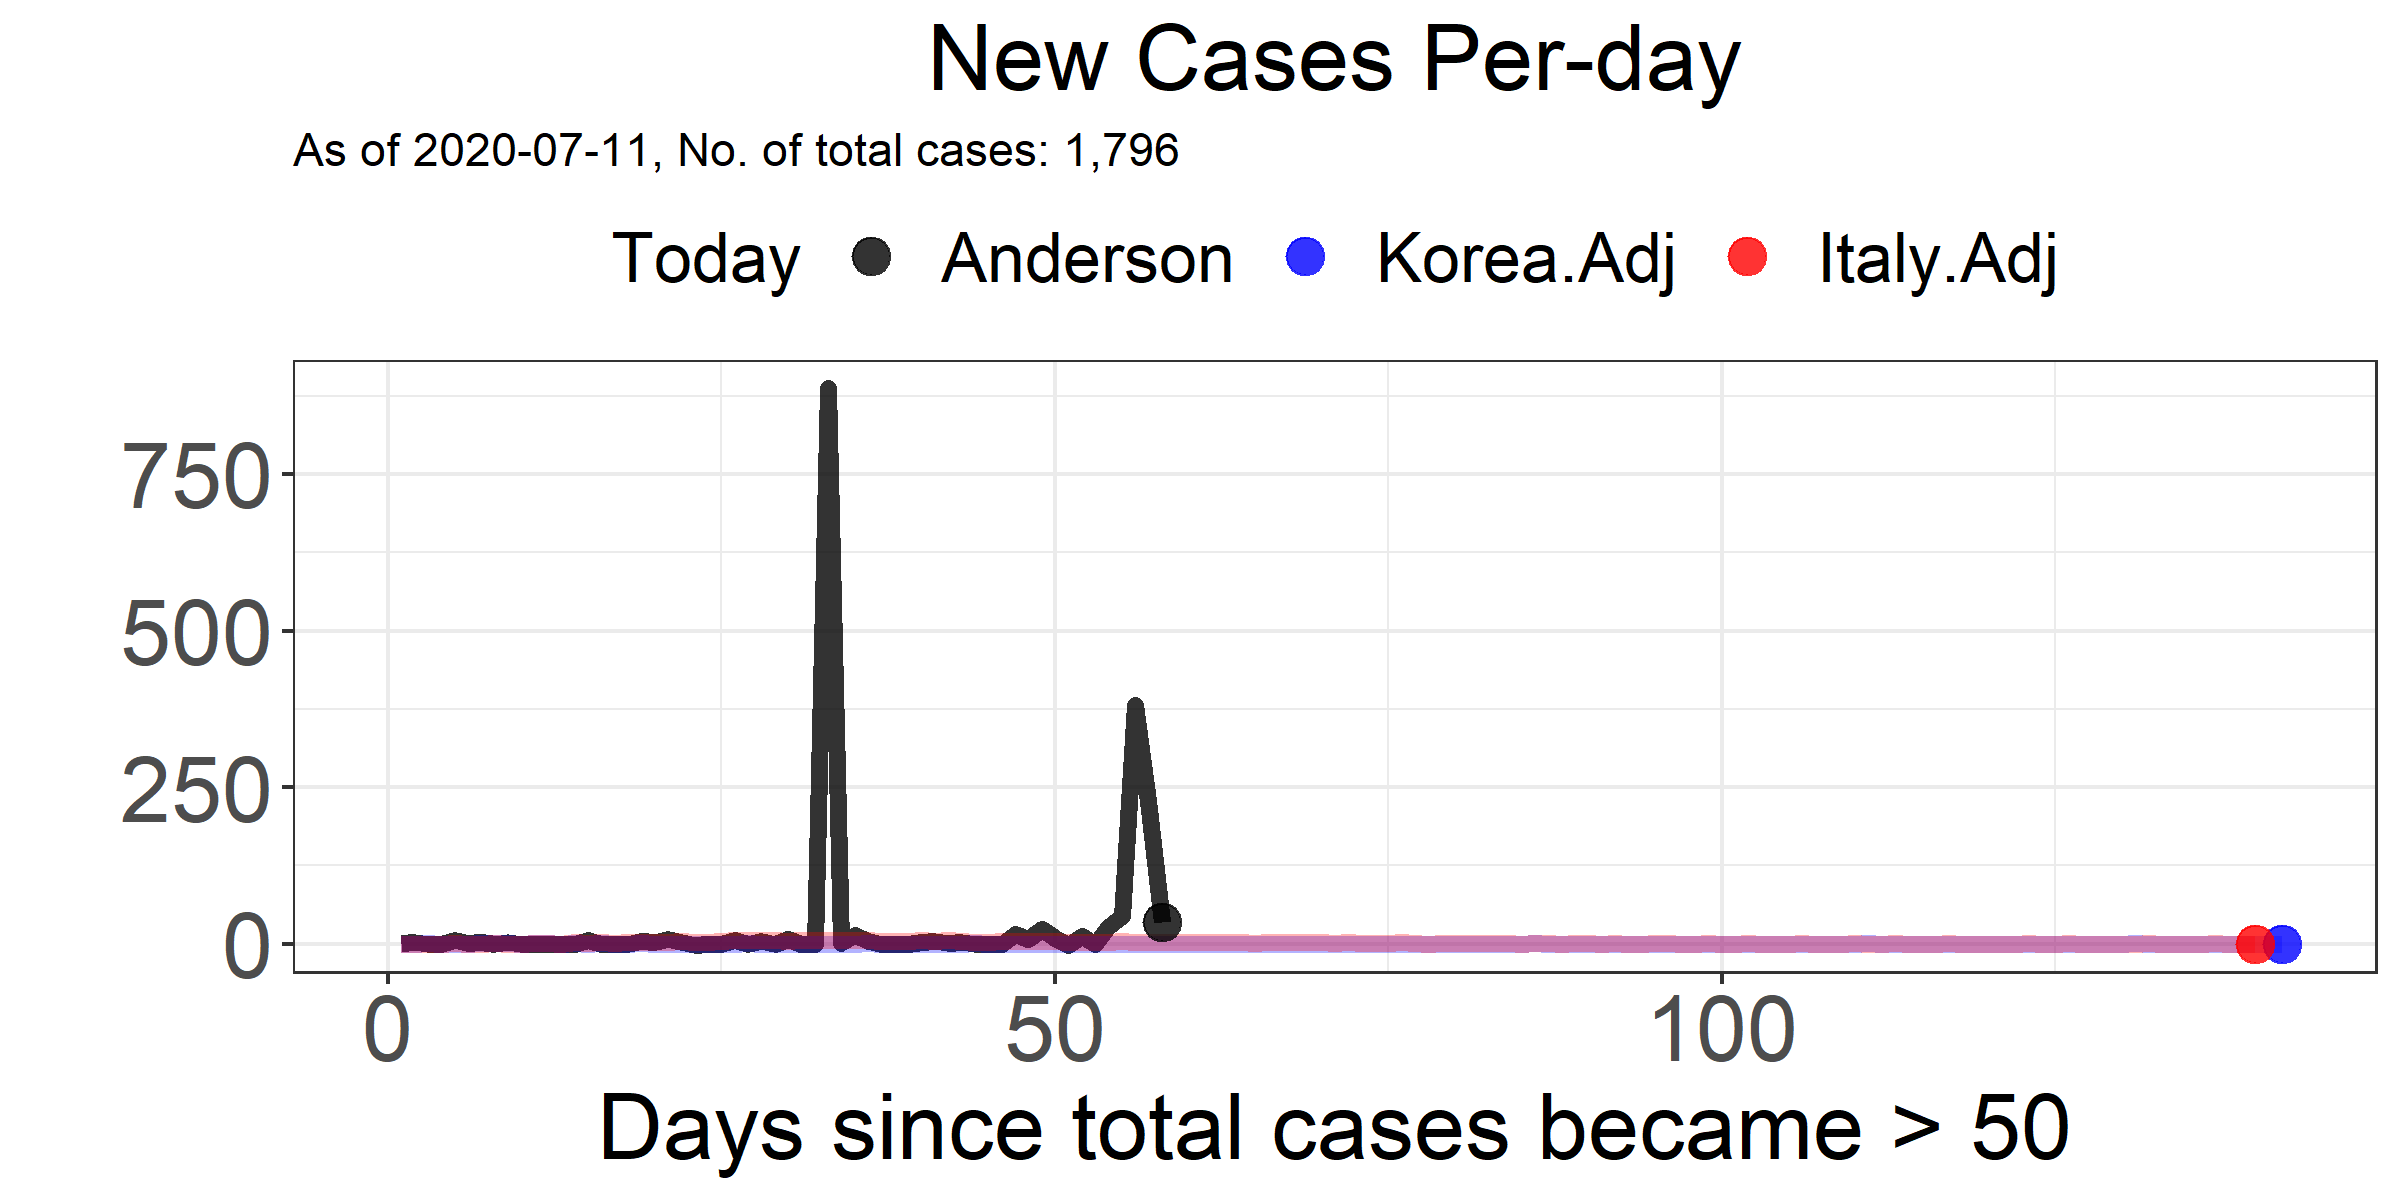 New Cases Per-day
As of 2020-07-11, No. of total cases: 1,796
Today Anderson Korea.Adj Italy.Adj
750
500
250
0
0 50 100
Days since total cases became > 50